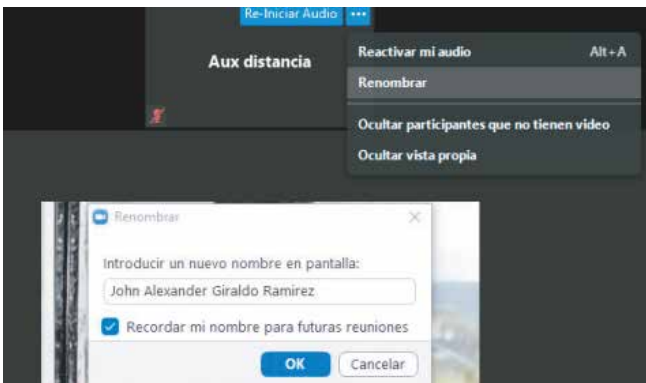 Re-Iniciar Audio ...
Aux distancia
Reactivar mi audio Alt+A
Renombrar
Ocultar participantes que no tienen video
Ocultar vista propia
Renombrar
Introducir un nuevo nombre en pantalla:
John Alexander Giraldo Ramirez
Recordar mi nombre para futuras reuniones
OK Cancelar